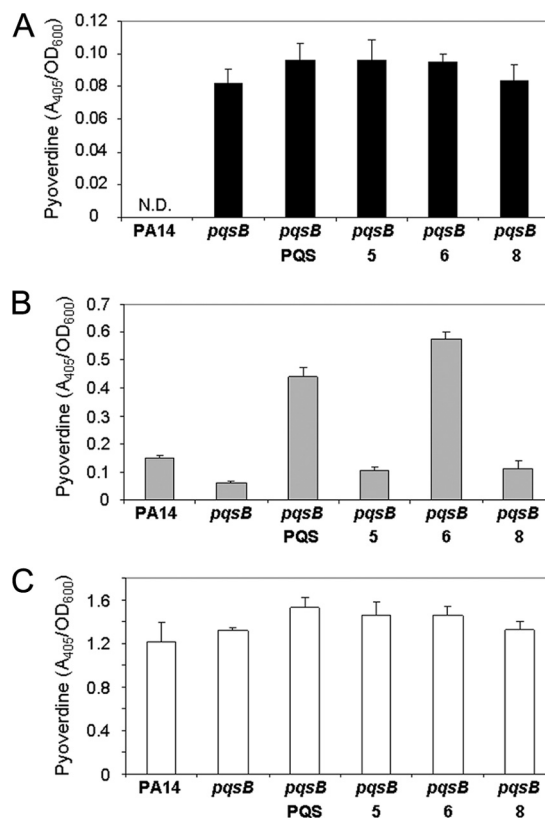 A
Pyoverdine (A405/OD600)
0.12
0.10
0.08
0.06
0.04
0.02
0
N.D.
PA14 pqsB pqsB pqsB pqsB pqsB
PQS 5 6 8
B
Pyoverdine (A405/OD600)
0.7
0.6
0.5
0.4
0.3
0.2
0.1
0
PA14 pqsB pqsB pqsB pqsB pqsB
PQS 5 6 8
C
Pyoverdine (A405/OD600)
1.6
1.2
0.8
0.4
0
PA14 pqsB pqsB pqsB pqsB pqsB
PQS 5 6 8